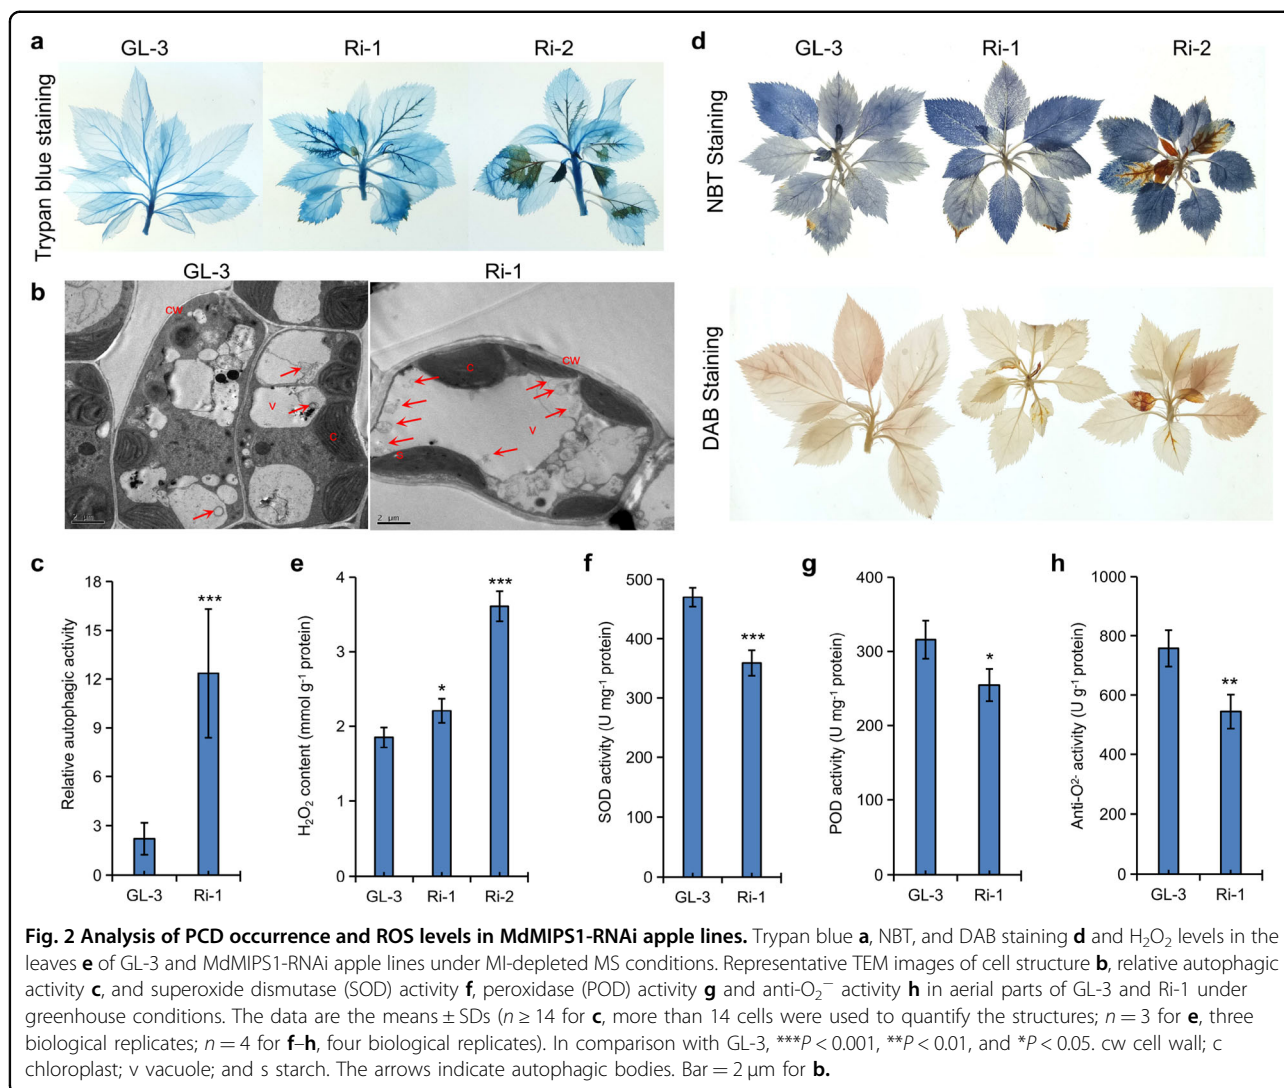 a
GL-3
Ri-1
Ri-2
Trypan blue staining
d
GL-3
Ri-1
Ri-2
NBT Staining
DAB Staining
b
GL-3
Ri-1
cw
v
c
2 µm
c
cw
v
s
2 µm
c
Relative autophagic activity
18
15
12
9
6
3
0
***
GL-3 Ri-1
e
H₂O₂ content (mmol g⁻¹ protein)
4
3
2
1
0
*
***
GL-3 Ri-1 Ri-2
f
SOD activity (U mg⁻¹ protein)
500
400
300
200
100
0
***
GL-3 Ri-1
g
POD activity (U mg⁻¹ protein)
400
300
200
100
0
*
GL-3 Ri-1
h
Anti-O²⁻ activity (U g⁻¹ protein)
1000
800
600
400
200
0
**
GL-3 Ri-1
Fig. 2 Analysis of PCD occurrence and ROS levels in MdMIPS1-RNAi apple lines. Trypan blue a, NBT, and DAB staining d and H₂O₂ levels in the
leaves e of GL-3 and MdMIPS1-RNAi apple lines under MI-depleted MS conditions. Representative TEM images of cell structure b, relative autophagic
activity c, and superoxide dismutase (SOD) activity f, peroxidase (POD) activity g and anti-O₂⁻ activity h in aerial parts of GL-3 and Ri-1 under
greenhouse conditions. The data are the means ± SDs (n ≥ 14 for c, more than 14 cells were used to quantify the structures; n = 3 for e, three
biological replicates; n = 4 for f–h, four biological replicates). In comparison with GL-3, ***P < 0.001, **P < 0.01, and *P < 0.05. cw cell wall; c
chloroplast; v vacuole; and s starch. The arrows indicate autophagic bodies. Bar = 2 µm for b.